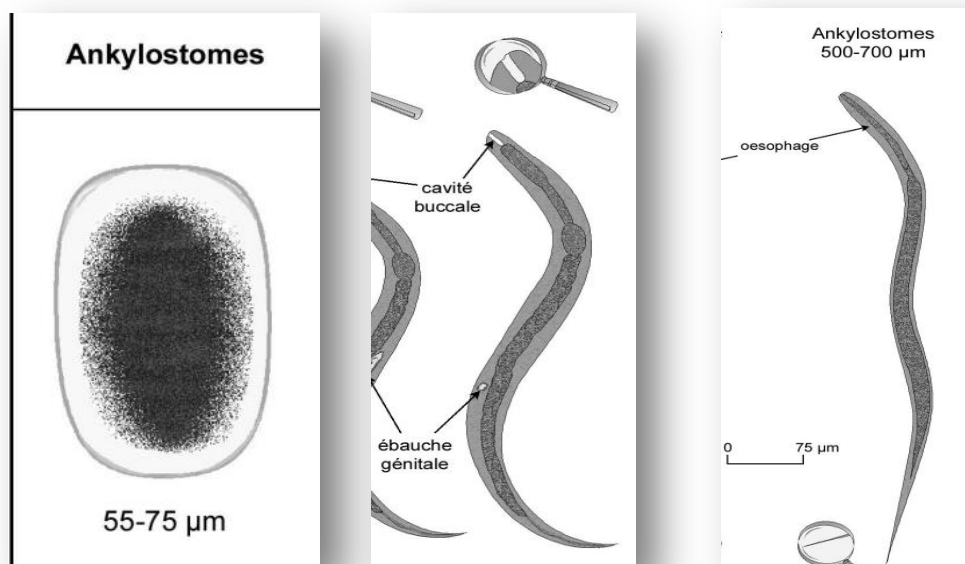 Ankylostomes
55-75 µm
cavité
buccale
ébauche
génitale
Ankylostomes
500-700 µm
oesophage
0 75 µm